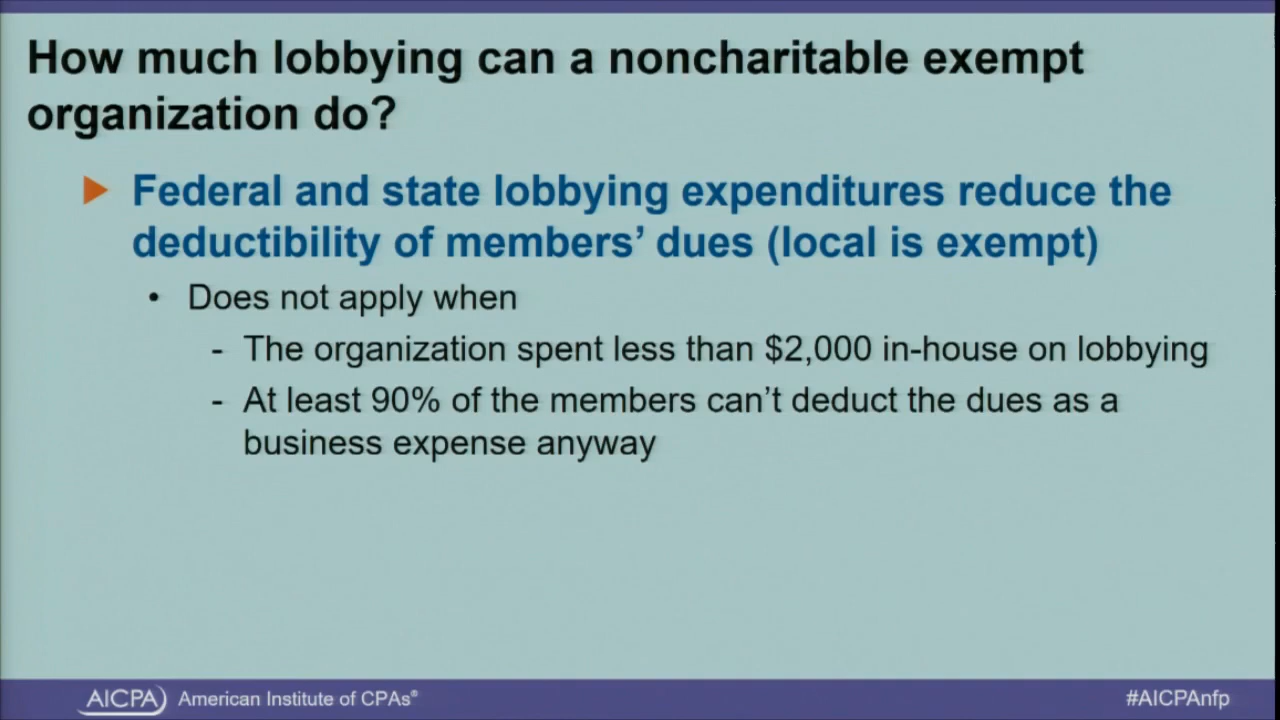 How much lobbying can a noncharitable exempt
organization do?
Federal and state lobbying expenditures reduce the
deductibility of members’ dues (local is exempt)
• Does not apply when
- The organization spent less than $2,000 in-house on lobbying
- At least 90% of the members can’t deduct the dues as a
business expense anyway
AICPA American Institute of CPAs® #AICPAnfp